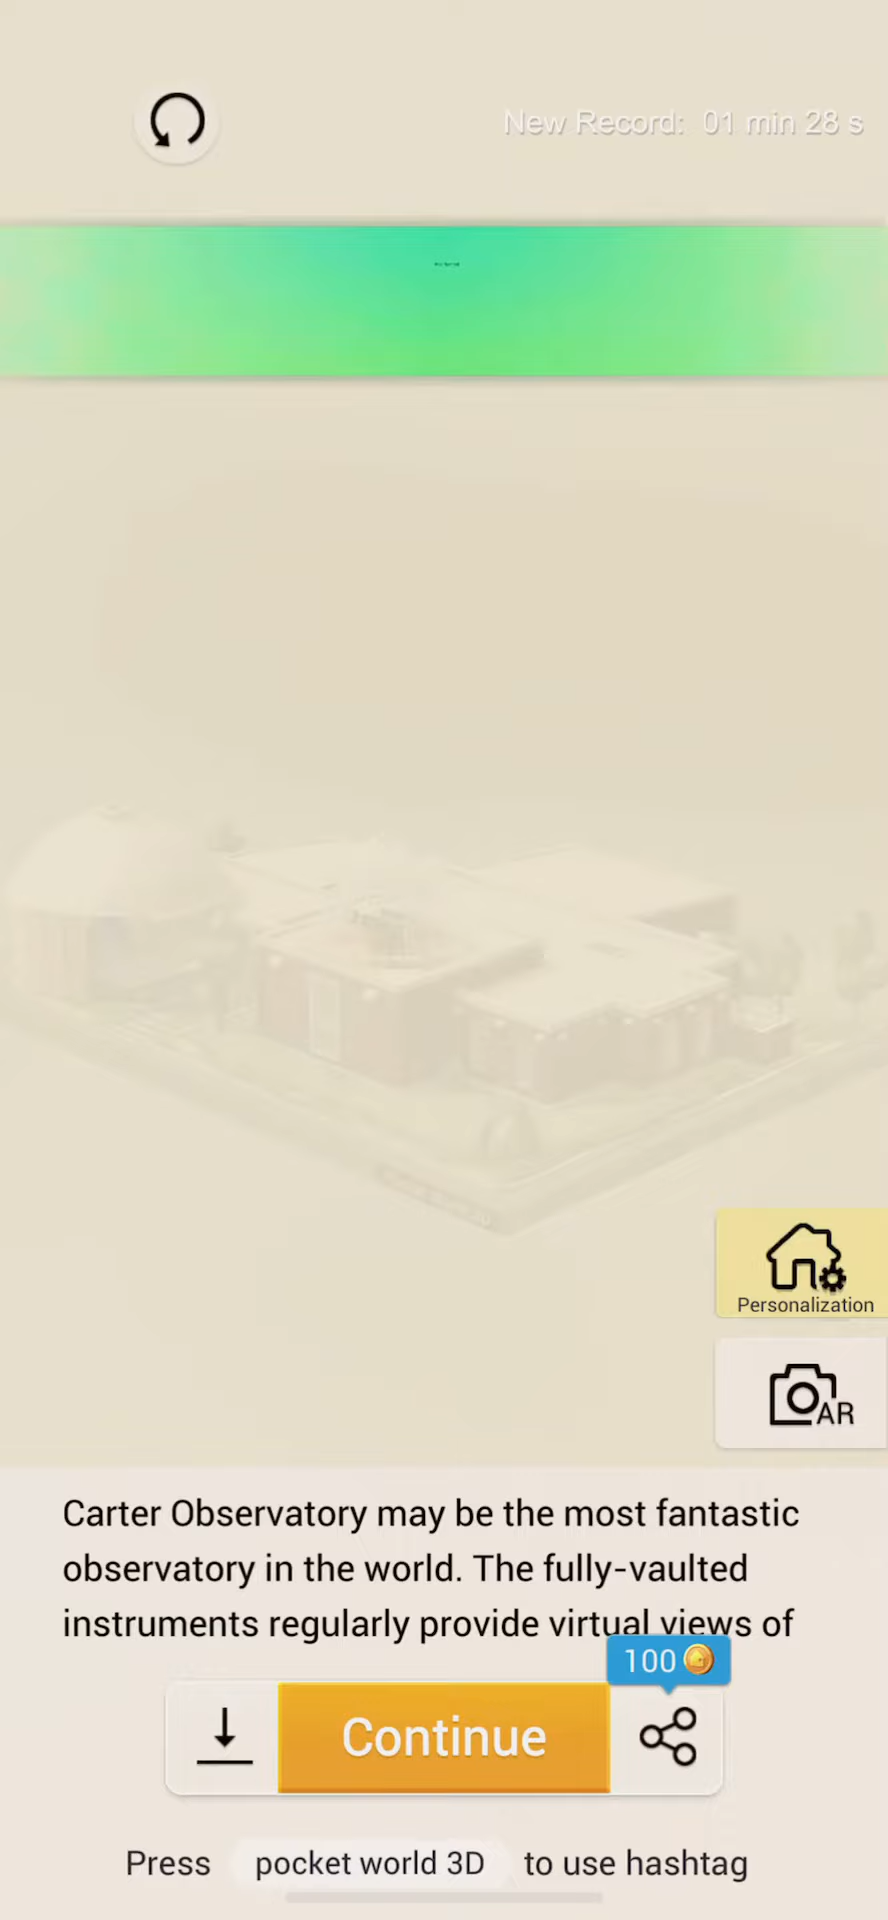 New Record: 01 min 28 s
Personalization
AR
Carter Observatory may be the most fantastic
observatory in the world. The fully-vaulted
instruments regularly provide virtual views of
100
Continue
Press pocket world 3D to use hashtag